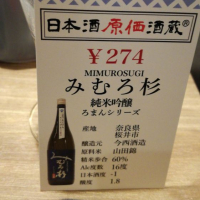 日本酒原価酒蔵®
¥274
MIMUROSUGI
みむろ杉
純米吟醸
ろまんシリーズ
産地 奈良県
桜井市
醸造元 今西酒造
原料米 山田錦
精米歩合 60%
Alc度数 16度
日本酒度 -1
酸度 1.8